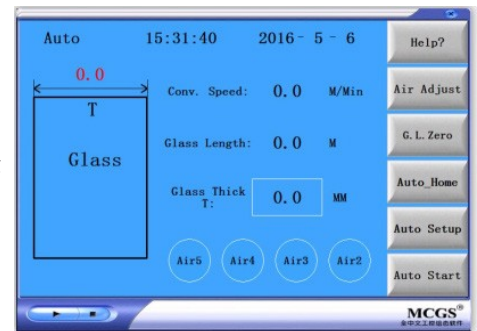 Auto 15:31:40 2016- 5 - 6
Help?
0.0
T
Glass
Conv. Speed: 0.0 M/Min
Air Adjust
Glass Length: 0.0 M
G.L.Zero
Glass Thick
T: 0.0 MM
Auto_Home
Auto Setup
Air5 Air4 Air3 Air2
Auto Start
MCGS®